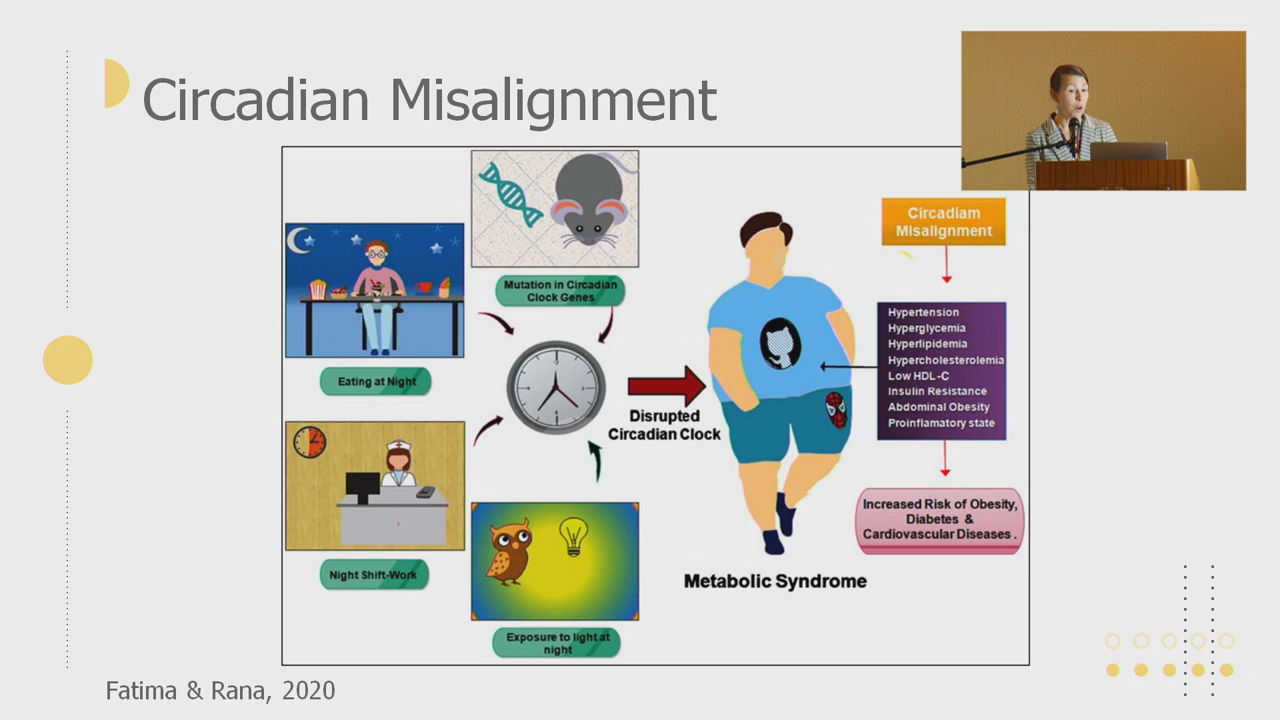 Circadian Misalignment
Mutation in Circadian
Clock Genes
Eating at Night
Night Shift-Work
Exposure to light at
night
Disrupted
Circadian Clock
Metabolic Syndrome
Circadiam
Misalignment
Hypertension
Hyperglycemia
Hyperlipidemia
Hypercholesterolemia
Low HDL-C
Insulin Resistance
Abdominal Obesity
Proinflamatory state
Increased Risk of Obesity,
Diabetes &
Cardiovascular Diseases .
Fatima & Rana, 2020